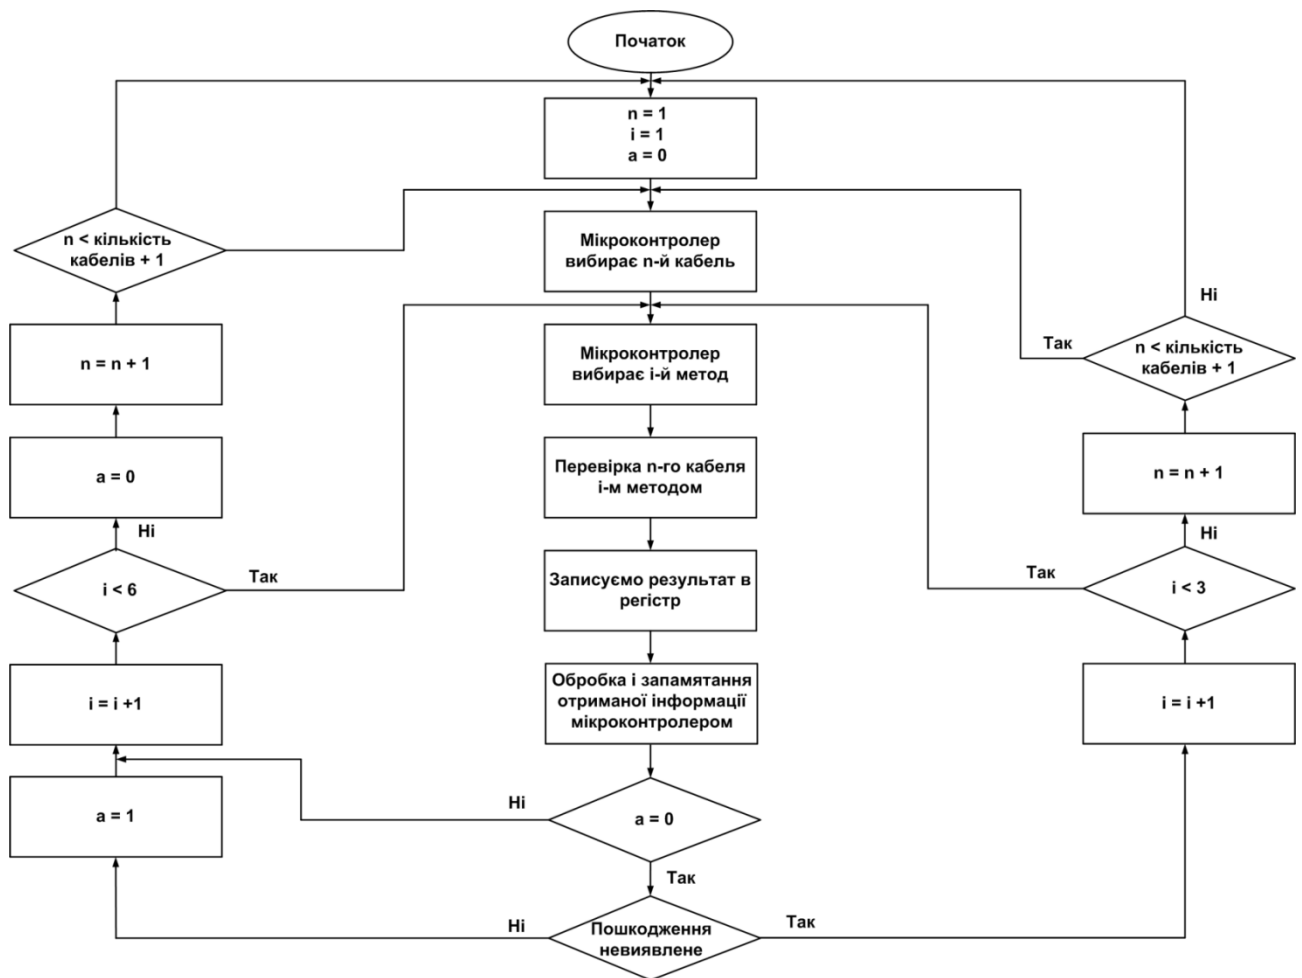 Початок
n = 1
i = 1
a = 0
n < кількість
кабелів + 1
Мікроконтролер
вибирає n-й кабель
Ні
n = n + 1
Мікроконтролер
вибирає і-й метод
Так
n < кількість
кабелів + 1
a = 0
Перевірка n-го кабеля
і-м методом
n = n + 1
Ні
Ні
i < 6
Так
Записуємо результат в
регістр
Так
i < 3
i = i +1
Обробка і запамятання
отриманої інформації
мікроконтролером
i = i +1
a = 1
Ні
a = 0
Так
Ні
Пошкодження
невиявлене
Так